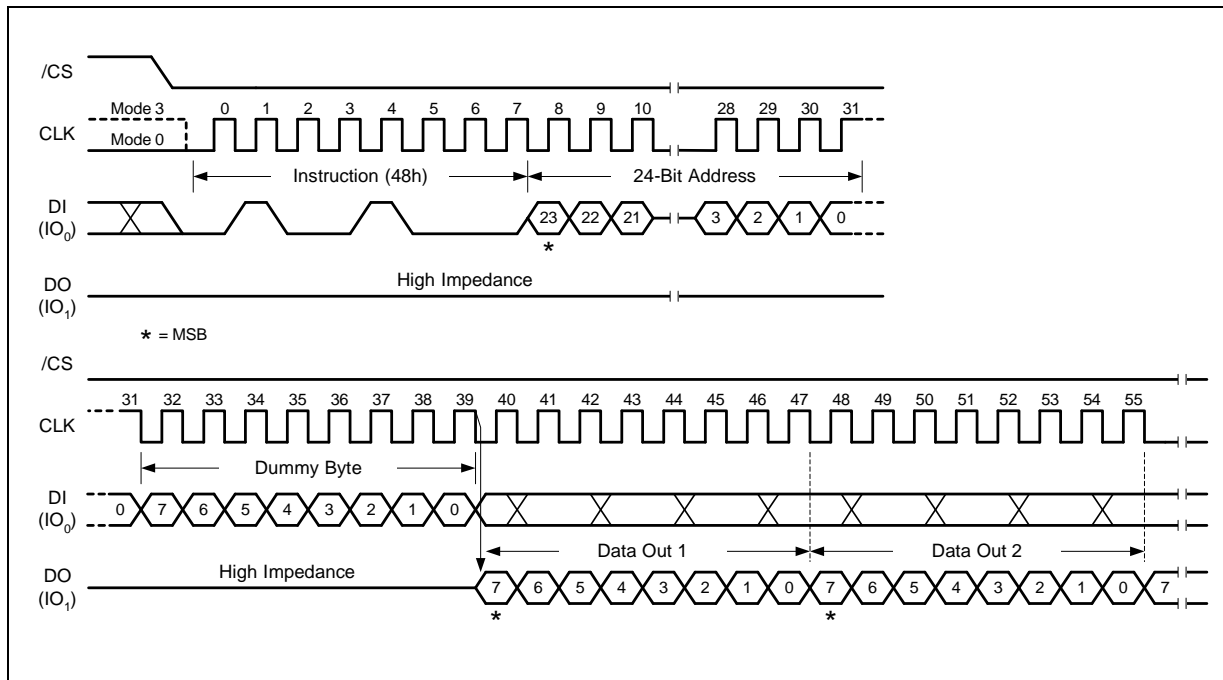 /CS
Mode 3 0 1 2 3 4 5 6 7 8 9 10 28 29 30 31
CLK Mode 0
Instruction (48h) 24-Bit Address
DI
(IO0) 23 22 21 3 2 1 0
*
DO High Impedance
(IO1)
* = MSB
/CS
31 32 33 34 35 36 37 38 39 40 41 42 43 44 45 46 47 48 49 50 51 52 53 54 55
CLK
Dummy Byte
DI
(IO0) 0 7 6 5 4 3 2 1 0
Data Out 1 Data Out 2
DO High Impedance
(IO1) 7 6 5 4 3 2 1 0 7 6 5 4 3 2 1 0 7
* *